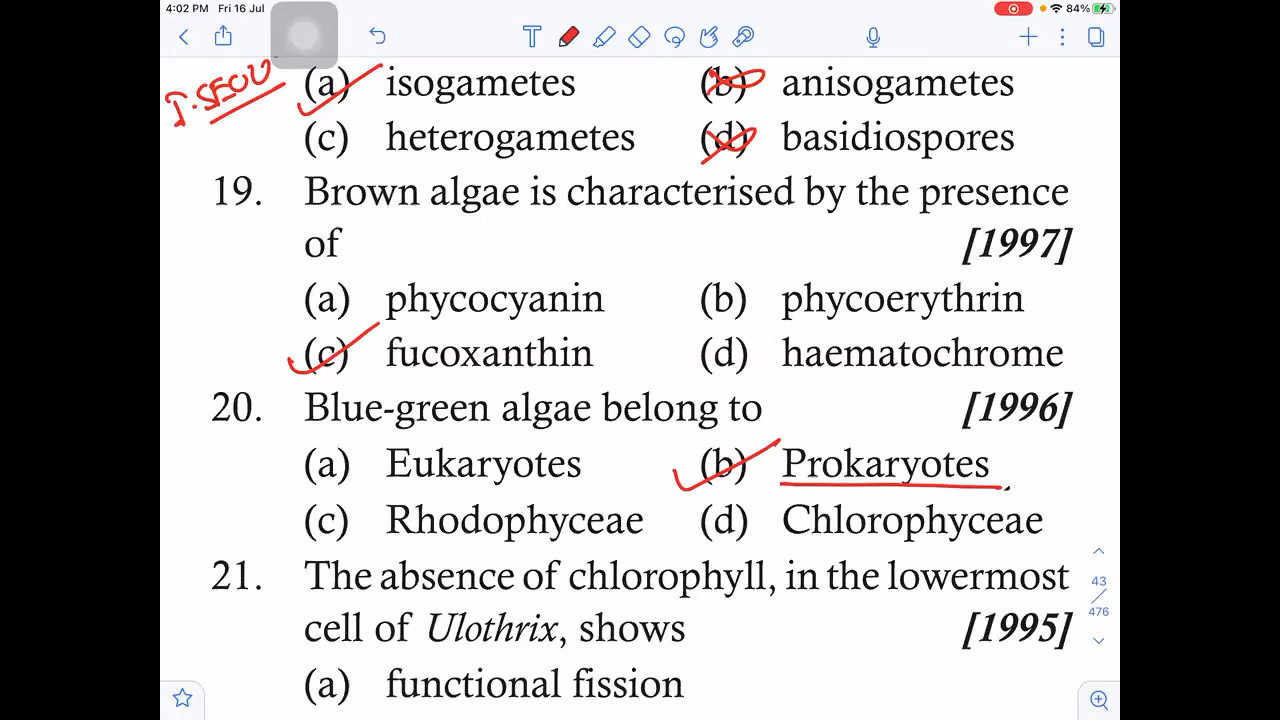 4:02 PM Fri 16 Jul
84%
(a) isogametes (b) anisogametes
(c) heterogametes (d) basidiospores
19. Brown algae is characterised by the presence
of [1997]
(a) phycocyanin (b) phycoerythrin
(c) fucoxanthin (d) haematochrome
20. Blue-green algae belong to [1996]
(a) Eukaryotes (b) Prokaryotes
(c) Rhodophyceae (d) Chlorophyceae
21. The absence of chlorophyll, in the lowermost
cell of Ulothrix, shows [1995]
(a) functional fission
43
476